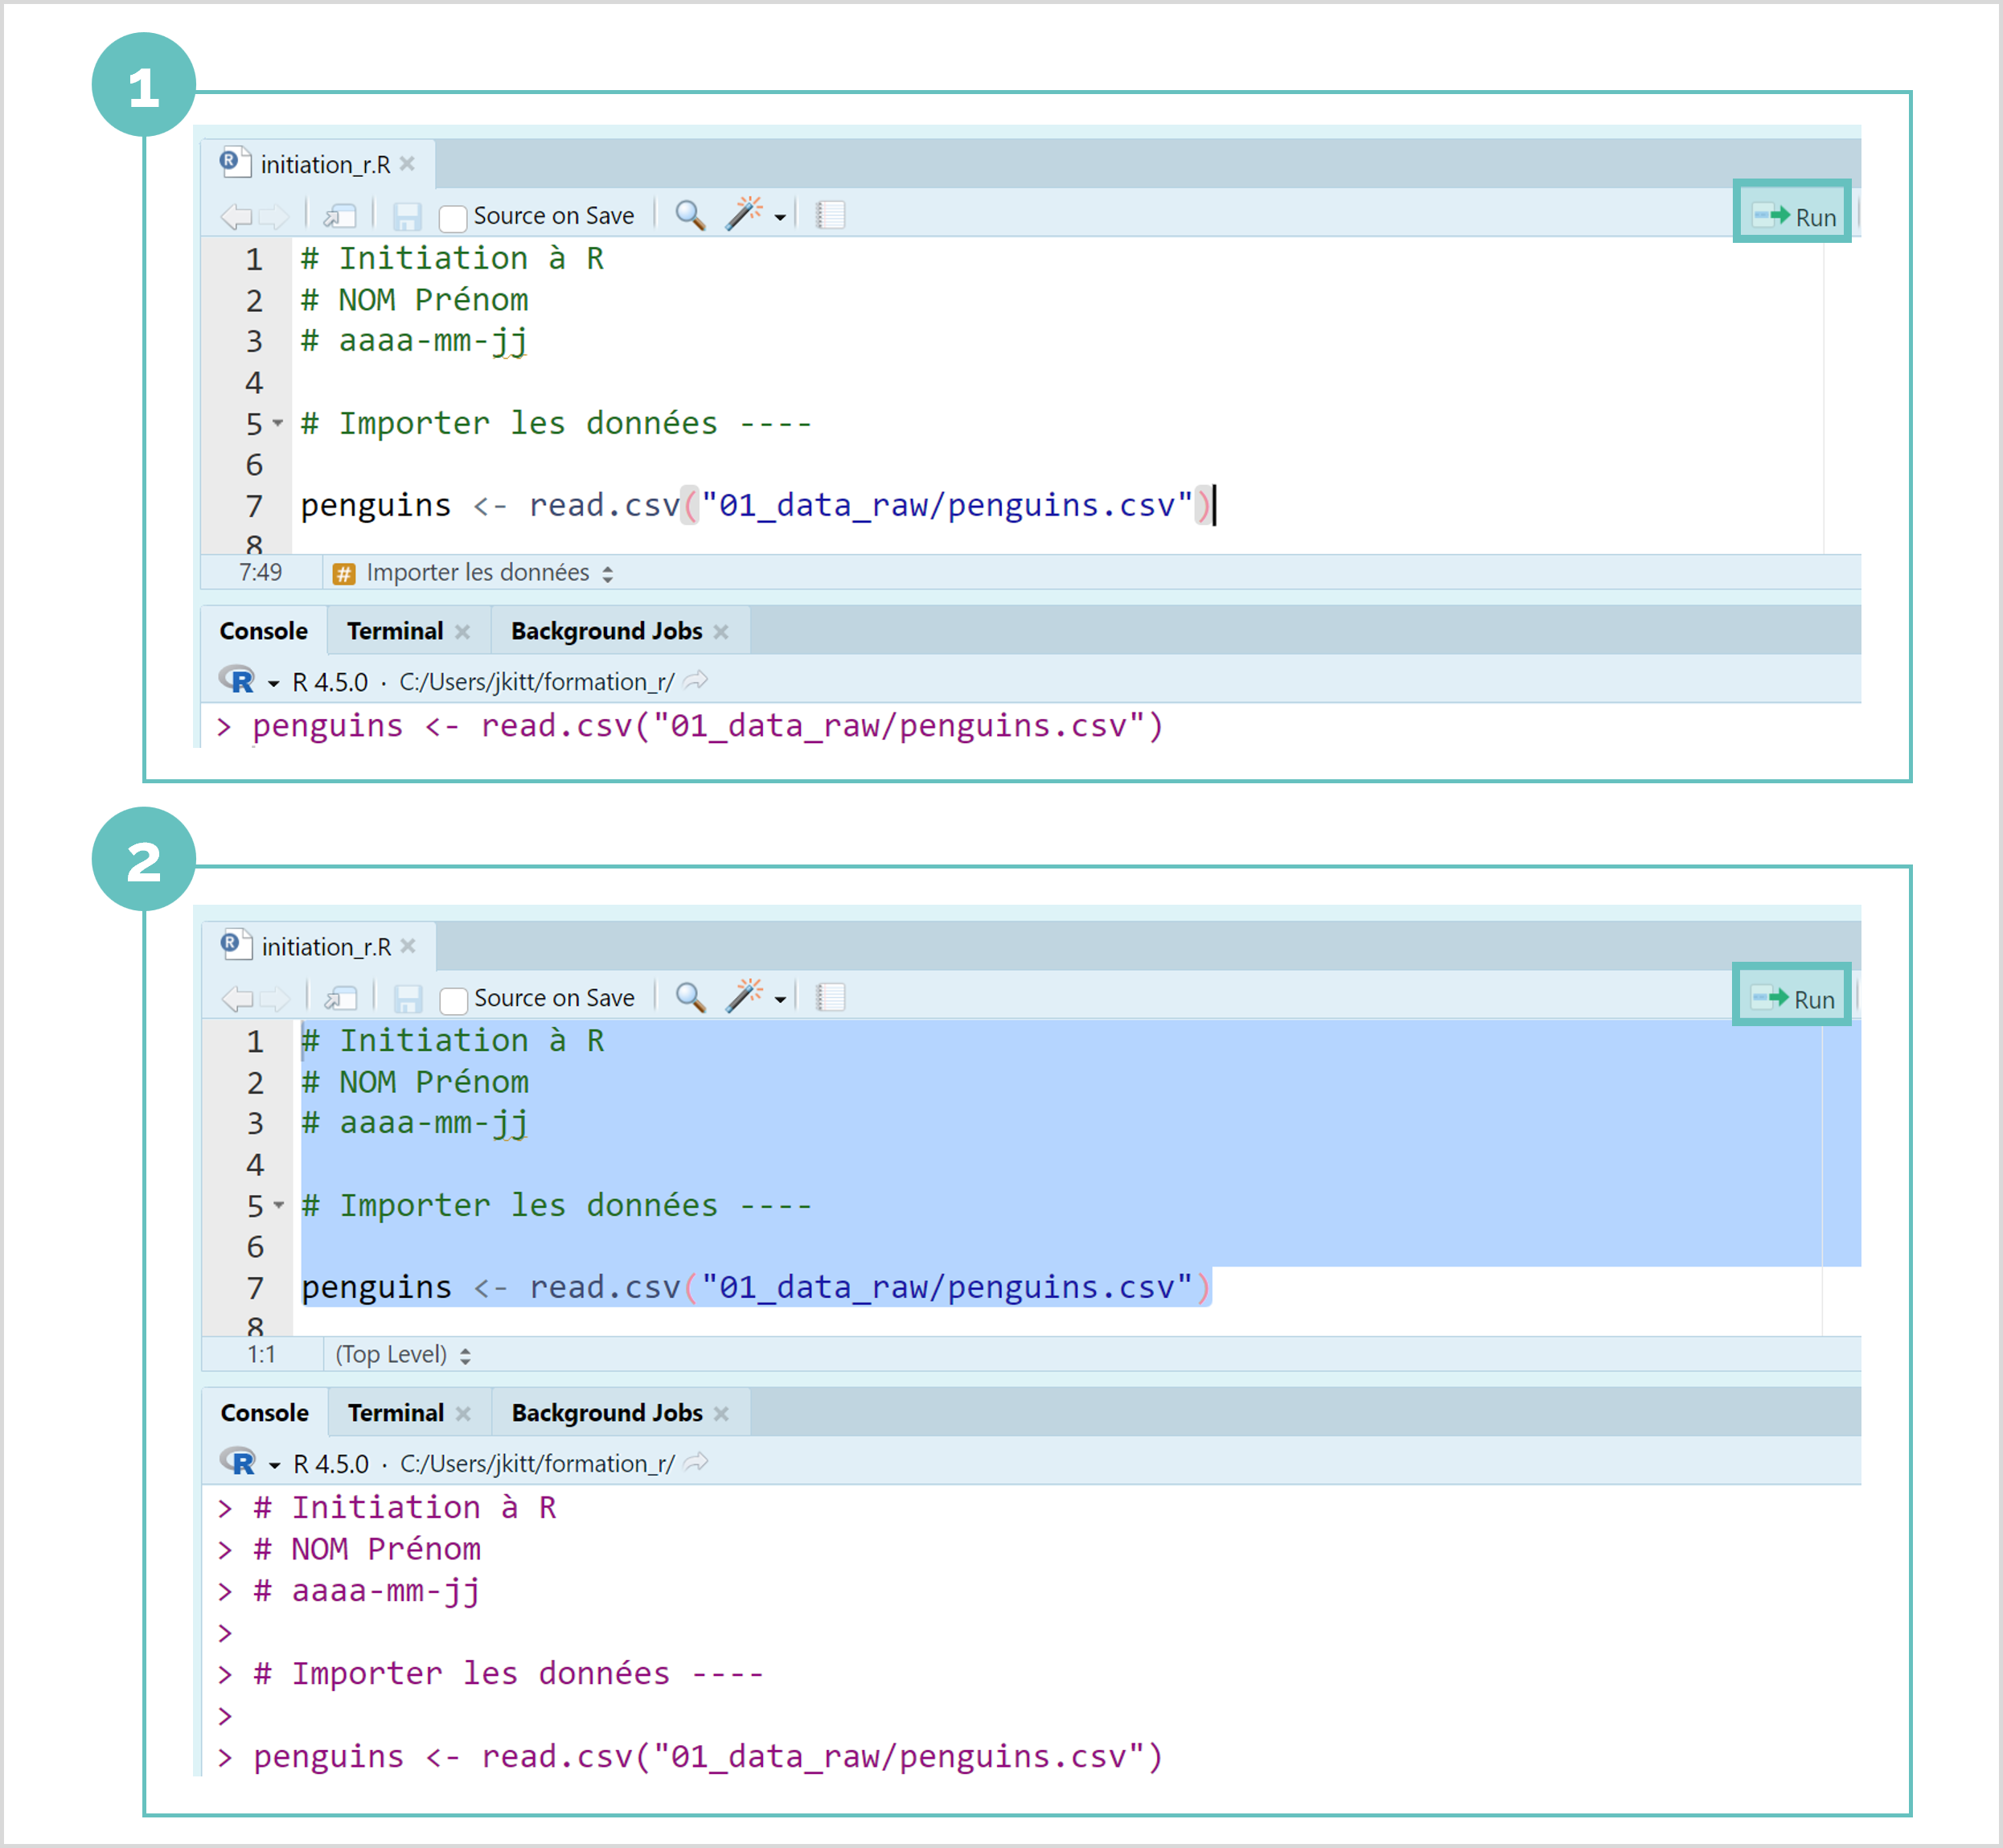 1
initiation_r.R
Source on Save
Run
1 # Initiation à R
2 # NOM Prénom
3 # aaaa-mm-jj
4
5 # Importer les données ----
6
7 penguins <- read.csv("01_data_raw/penguins.csv")
8
7:49 # Importer les données
Console Terminal Background Jobs
R R 4.5.0 · C:/Users/jkitt/formation_r/
> penguins <- read.csv("01_data_raw/penguins.csv")
2
initiation_r.R
Source on Save
Run
1 # Initiation à R
2 # NOM Prénom
3 # aaaa-mm-jj
4
5 # Importer les données ----
6
7 penguins <- read.csv("01_data_raw/penguins.csv")
8
1:1 (Top Level)
Console Terminal Background Jobs
R R 4.5.0 · C:/Users/jkitt/formation_r/
> # Initiation à R
> # NOM Prénom
> # aaaa-mm-jj
>
> # Importer les données ----
>
> penguins <- read.csv("01_data_raw/penguins.csv")